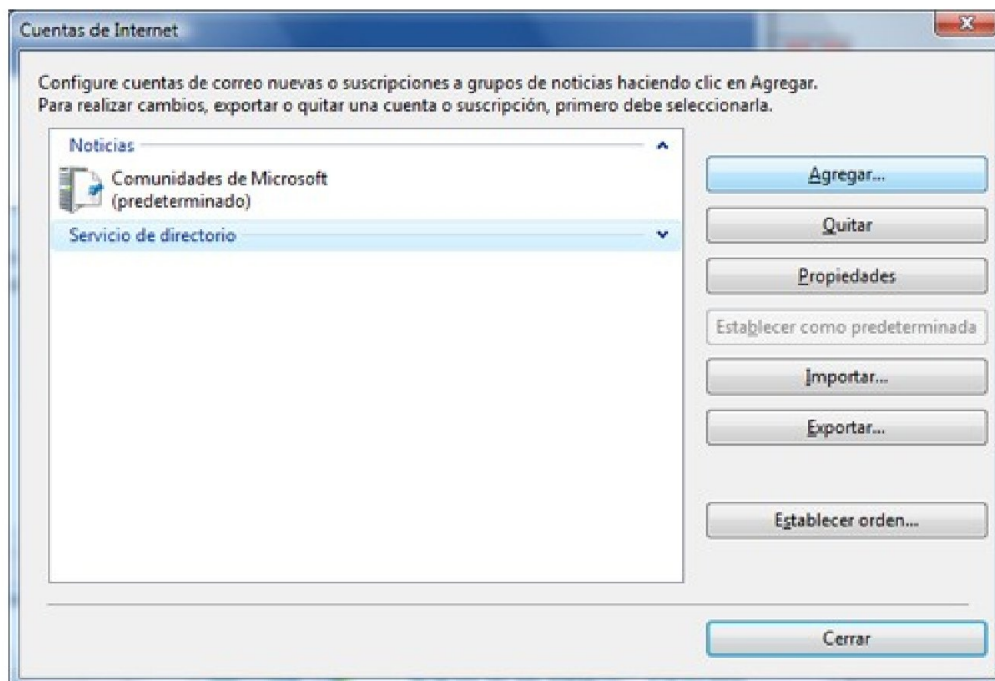 Cuentas de Internet
Configure cuentas de correo nuevas o suscripciones a grupos de noticias haciendo clic en Agregar.
Para realizar cambios, exportar o quitar una cuenta o suscripción, primero debe seleccionarla.
Noticias
Comunidades de Microsoft
(predeterminado)
Servicio de directorio
Agregar...
Quitar
Propiedades
Establecer como predeterminada
Importar...
Exportar...
Establecer orden...
Cerrar